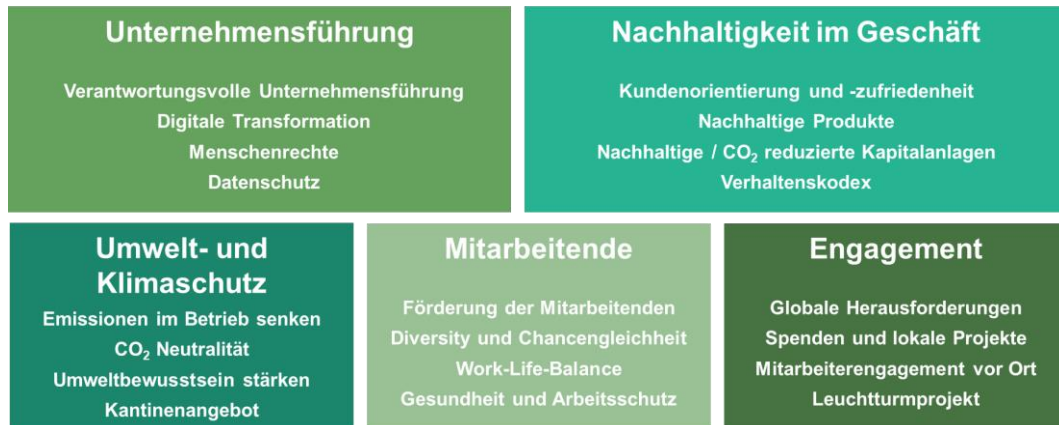 Unternehmensführung
Verantwortungsvolle Unternehmensführung
Digitale Transformation
Menschenrechte
Datenschutz
Nachhaltigkeit im Geschäft
Kundenorientierung und -zufriedenheit
Nachhaltige Produkte
Nachhaltige / CO₂ reduzierte Kapitalanlagen
Verhaltenskodex
Umwelt- und
Klimaschutz
Emissionen im Betrieb senken
CO₂ Neutralität
Umweltbewusstsein stärken
Kantinenangebot
Mitarbeitende
Förderung der Mitarbeitenden
Diversity und Chancengleichheit
Work-Life-Balance
Gesundheit und Arbeitsschutz
Engagement
Globale Herausforderungen
Spenden und lokale Projekte
Mitarbeiterengagement vor Ort
Leuchtturmprojekt